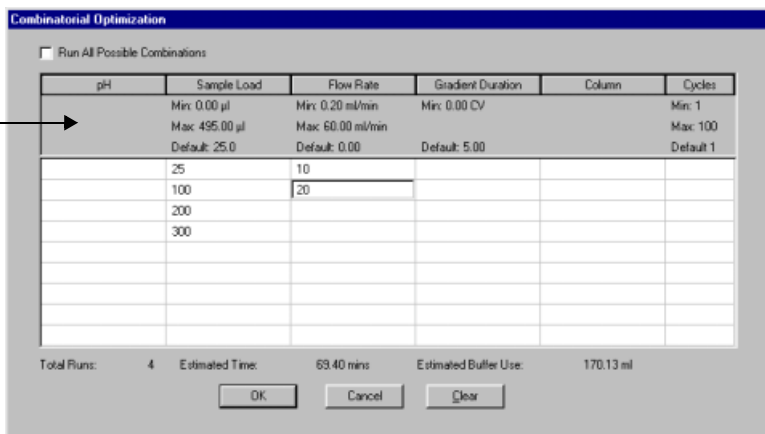 Combinatorial Optimization
Run All Possible Combinations
pH Sample Load Flow Rate Gradient Duration Column Cycles
Min: 0.00 µl Min: 0.20 ml/min Min: 0.00 CV Min: 1
Max: 495.00 µl Max: 60.00 ml/min Max: 100
Default: 25.0 Default: 0.00 Default: 5.00 Default 1
25 10
100 20
200
300
Total Runs: 4 Estimated Time: 69.40 mins Estimated Buffer Use: 170.13 ml
OK Cancel Clear